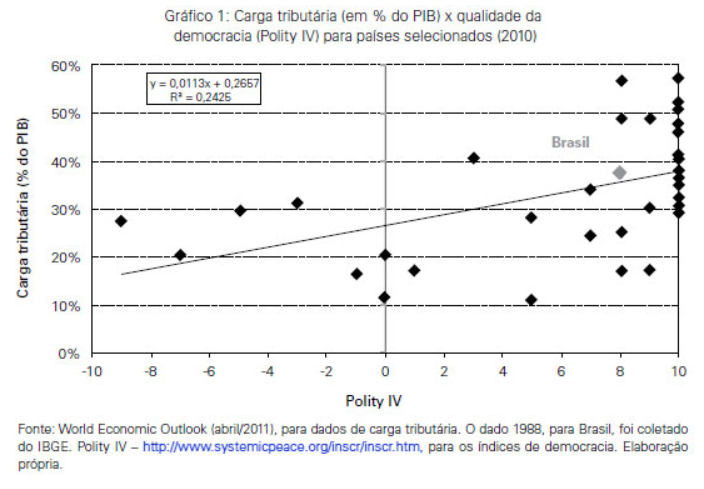 Gráfico 1: Carga tributária (em % do PIB) x qualidade da
democracia (Polity IV) para países selecionados (2010)
60%
y = 0,0113x + 0,2657
R² = 0,2425
50%
Brasil
40%
30%
20%
10%
0%
Carga tributária (% do PIB)
-10 -8 -6 -4 -2 0 2 4 6 8 10
Polity IV
Fonte: World Economic Outlook (abril/2011), para dados de carga tributária. O dado 1988, para Brasil, foi coletado
do IBGE. Polity IV – http://www.systemicpeace.org/inscr/inscr.htm, para os índices de democracia. Elaboração
própria.